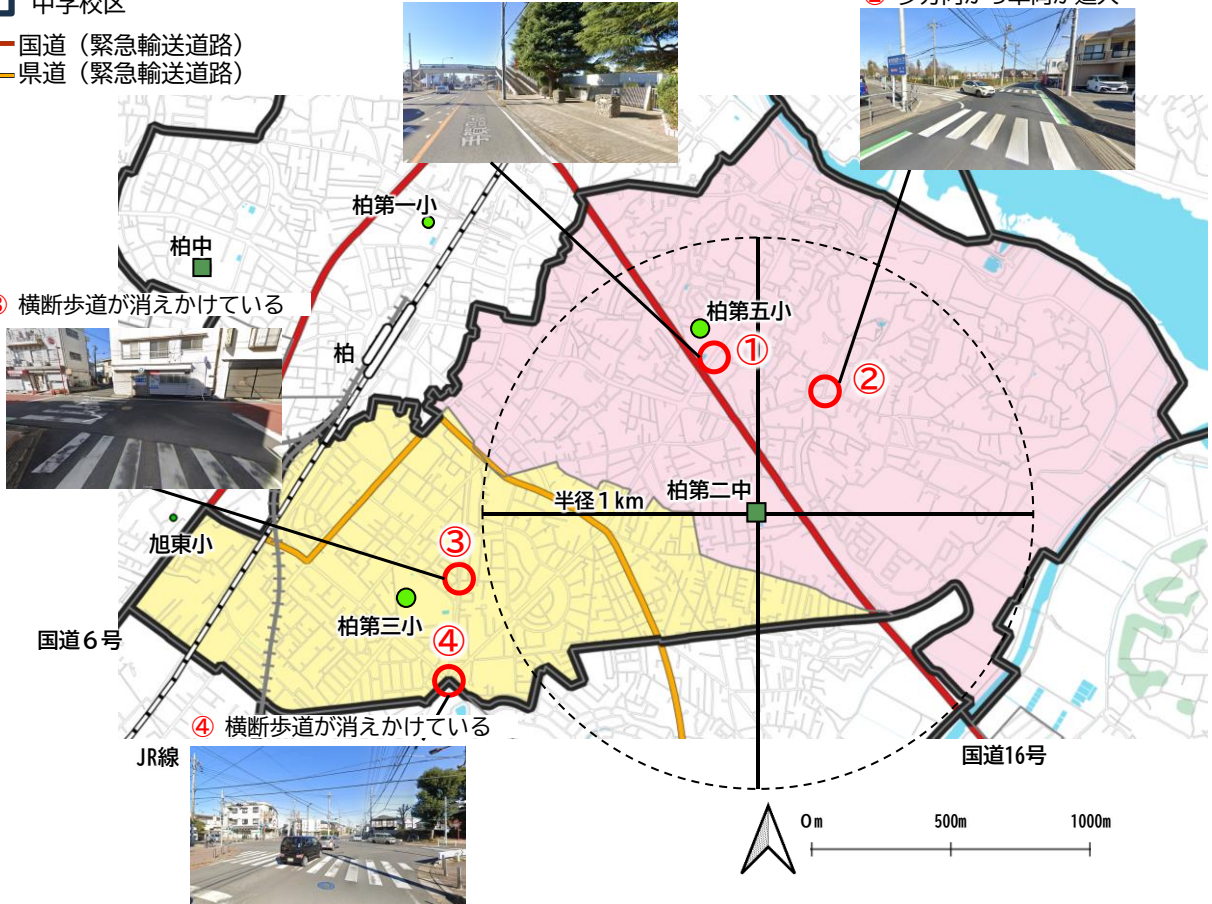 中学校区
国道（緊急輸送道路）
県道（緊急輸送道路）
柏第一小
柏中
③ 横断歩道が消えかけている
柏
柏第五小
①
②
柏第二中
半径１km
旭東小
③
柏第三小
④
国道６号
④ 横断歩道が消えかけている
JR線
国道16号
0m 500m 1000m